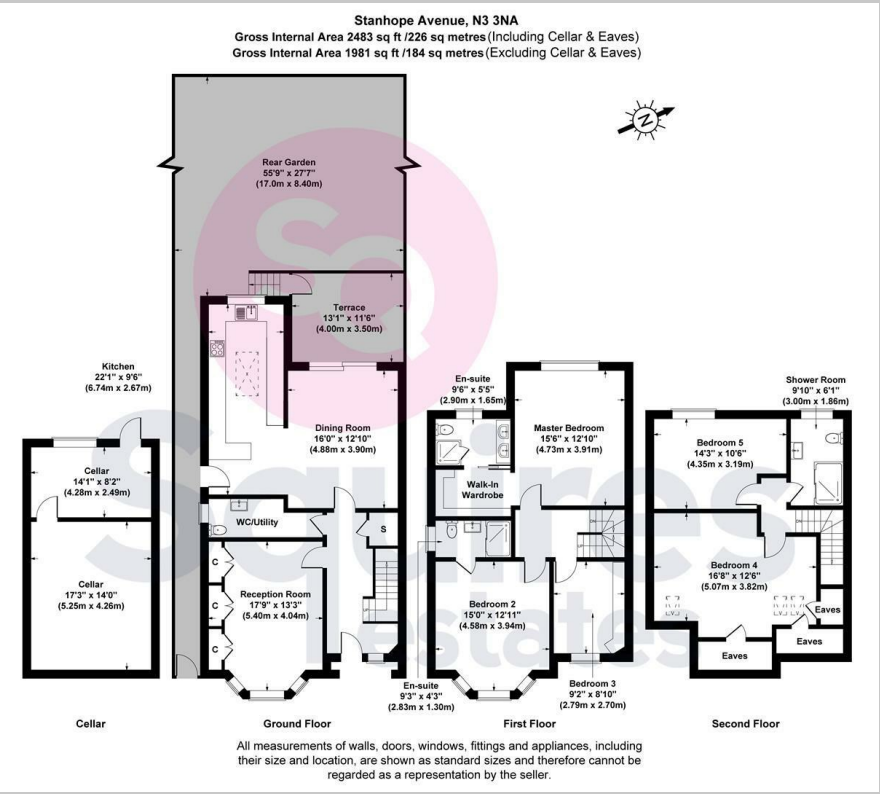 Stanhope Avenue, N3 3NA
Gross Internal Area 2483 sq ft /226 sq metres (Including Cellar & Eaves)
Gross Internal Area 1981 sq ft /184 sq metres (Excluding Cellar & Eaves)
N
Rear Garden
55'9" x 27'7"
(17.0m x 8.40m)
SQ
Terrace
13'1" x 11'6"
(4.00m x 3.50m)
Kitchen
22'1" x 9'6"
(6.74m x 2.67m)
Dining Room
16'0" x 12'10"
(4.88m x 3.90m)
Cellar
14'1" x 8'2"
(4.28m x 2.49m)
Cellar
17'3" x 14'0"
(5.25m x 4.26m)
WC/Utility
S
C
C
C
Reception Room
17'9" x 13'3"
(5.40m x 4.04m)
En-suite
9'6" x 5'5"
(2.90m x 1.65m)
Master Bedroom
15'6" x 12'10"
(4.73m x 3.91m)
Walk-In
Wardrobe
Bedroom 2
15'0" x 12'11"
(4.58m x 3.94m)
En-suite
9'3" x 4'3"
(2.83m x 1.30m)
Bedroom 3
9'2" x 8'10"
(2.79m x 2.70m)
Shower Room
9'10" x 6'1"
(3.00m x 1.86m)
Bedroom 5
14'3" x 10'6"
(4.35m x 3.19m)
Bedroom 4
16'8" x 12'6"
(5.07m x 3.82m)
Eaves
Eaves
Eaves
Squires
estates
Cellar
Ground Floor
First Floor
Second Floor
All measurements of walls, doors, windows, fittings and appliances, including
their size and location, are shown as standard sizes and therefore cannot be
regarded as a representation by the seller.